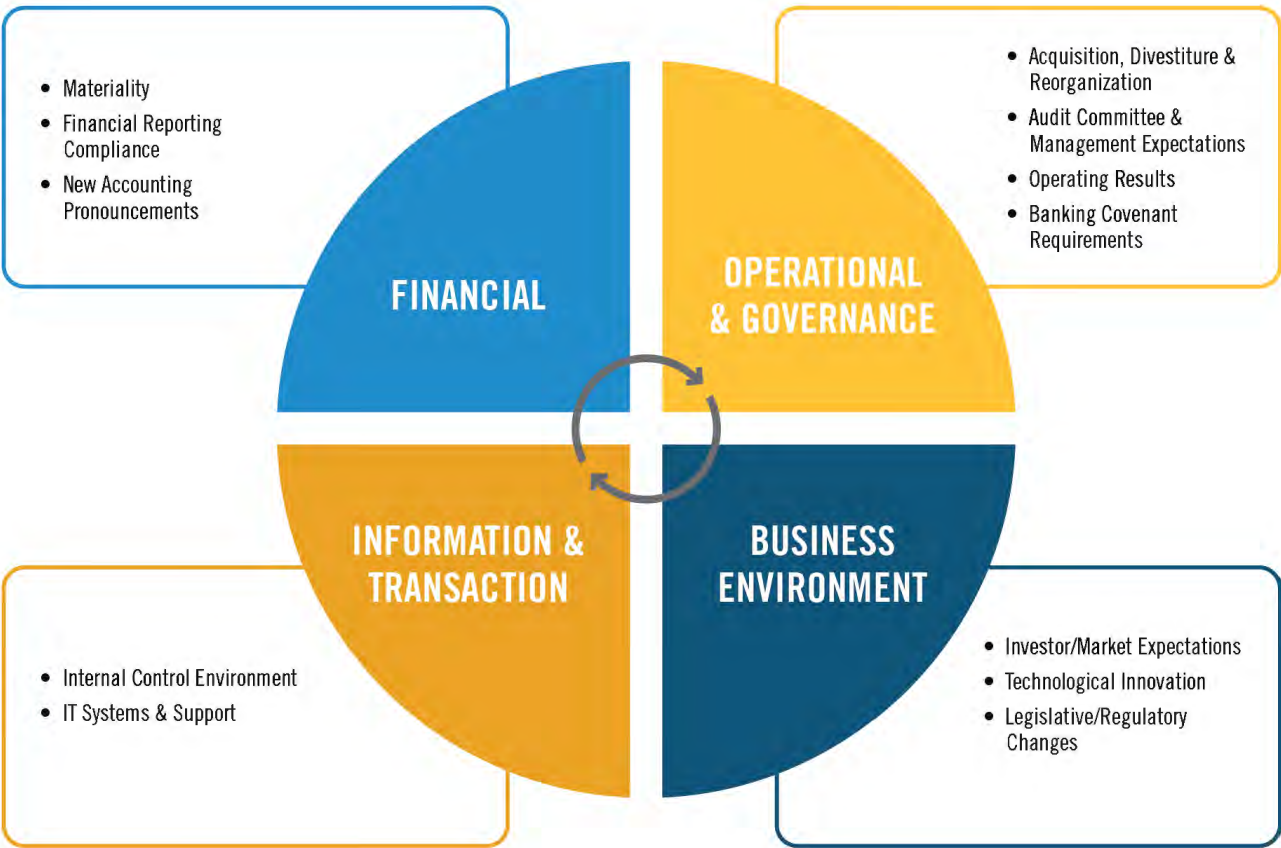 • Materiality
• Financial Reporting
Compliance
• New Accounting
Pronouncements
FINANCIAL
• Acquisition, Divestiture &
Reorganization
• Audit Committee &
Management Expectations
• Operating Results
• Banking Covenant
Requirements
OPERATIONAL
& GOVERNANCE
INFORMATION &
TRANSACTION
• Internal Control Environment
• IT Systems & Support
BUSINESS
ENVIRONMENT
• Investor/Market Expectations
• Technological Innovation
• Legislative/Regulatory
Changes